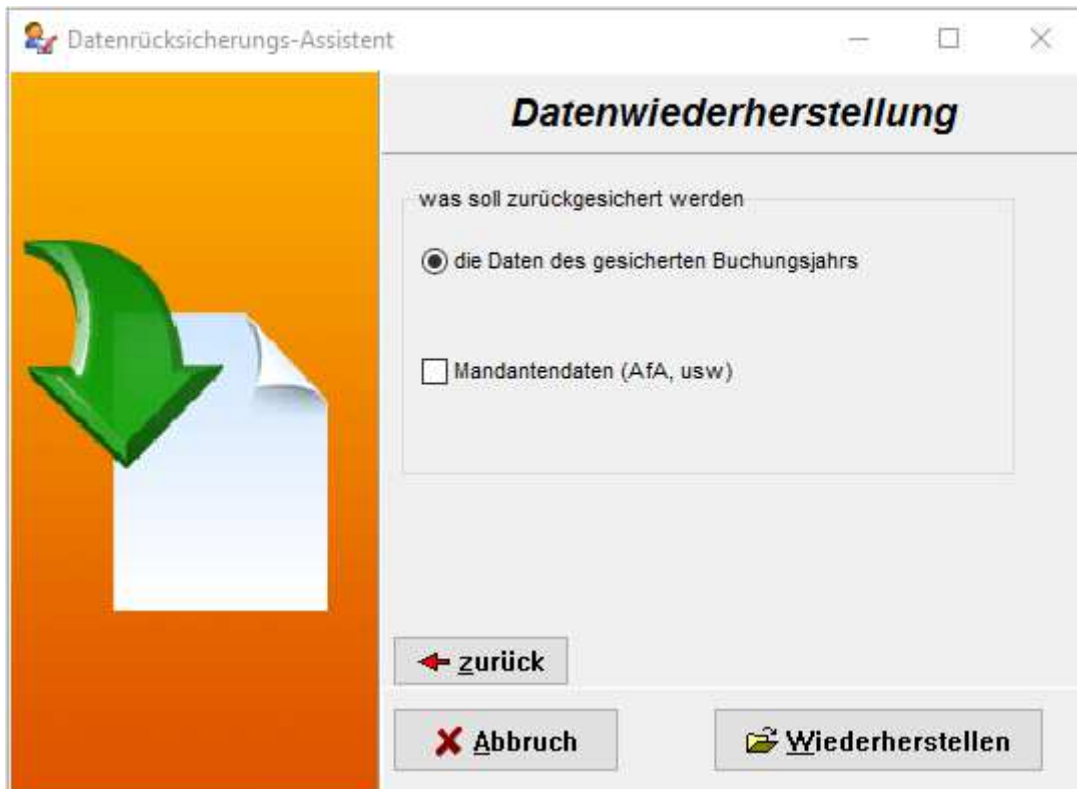 Datenrücksicherungs-Assistent
Datenwiederherstellung
was soll zurückgesichert werden
die Daten des gesicherten Buchungsjahrs
Mandantendaten (AfA, usw)
zurück
Abbruch
Wiederherstellen